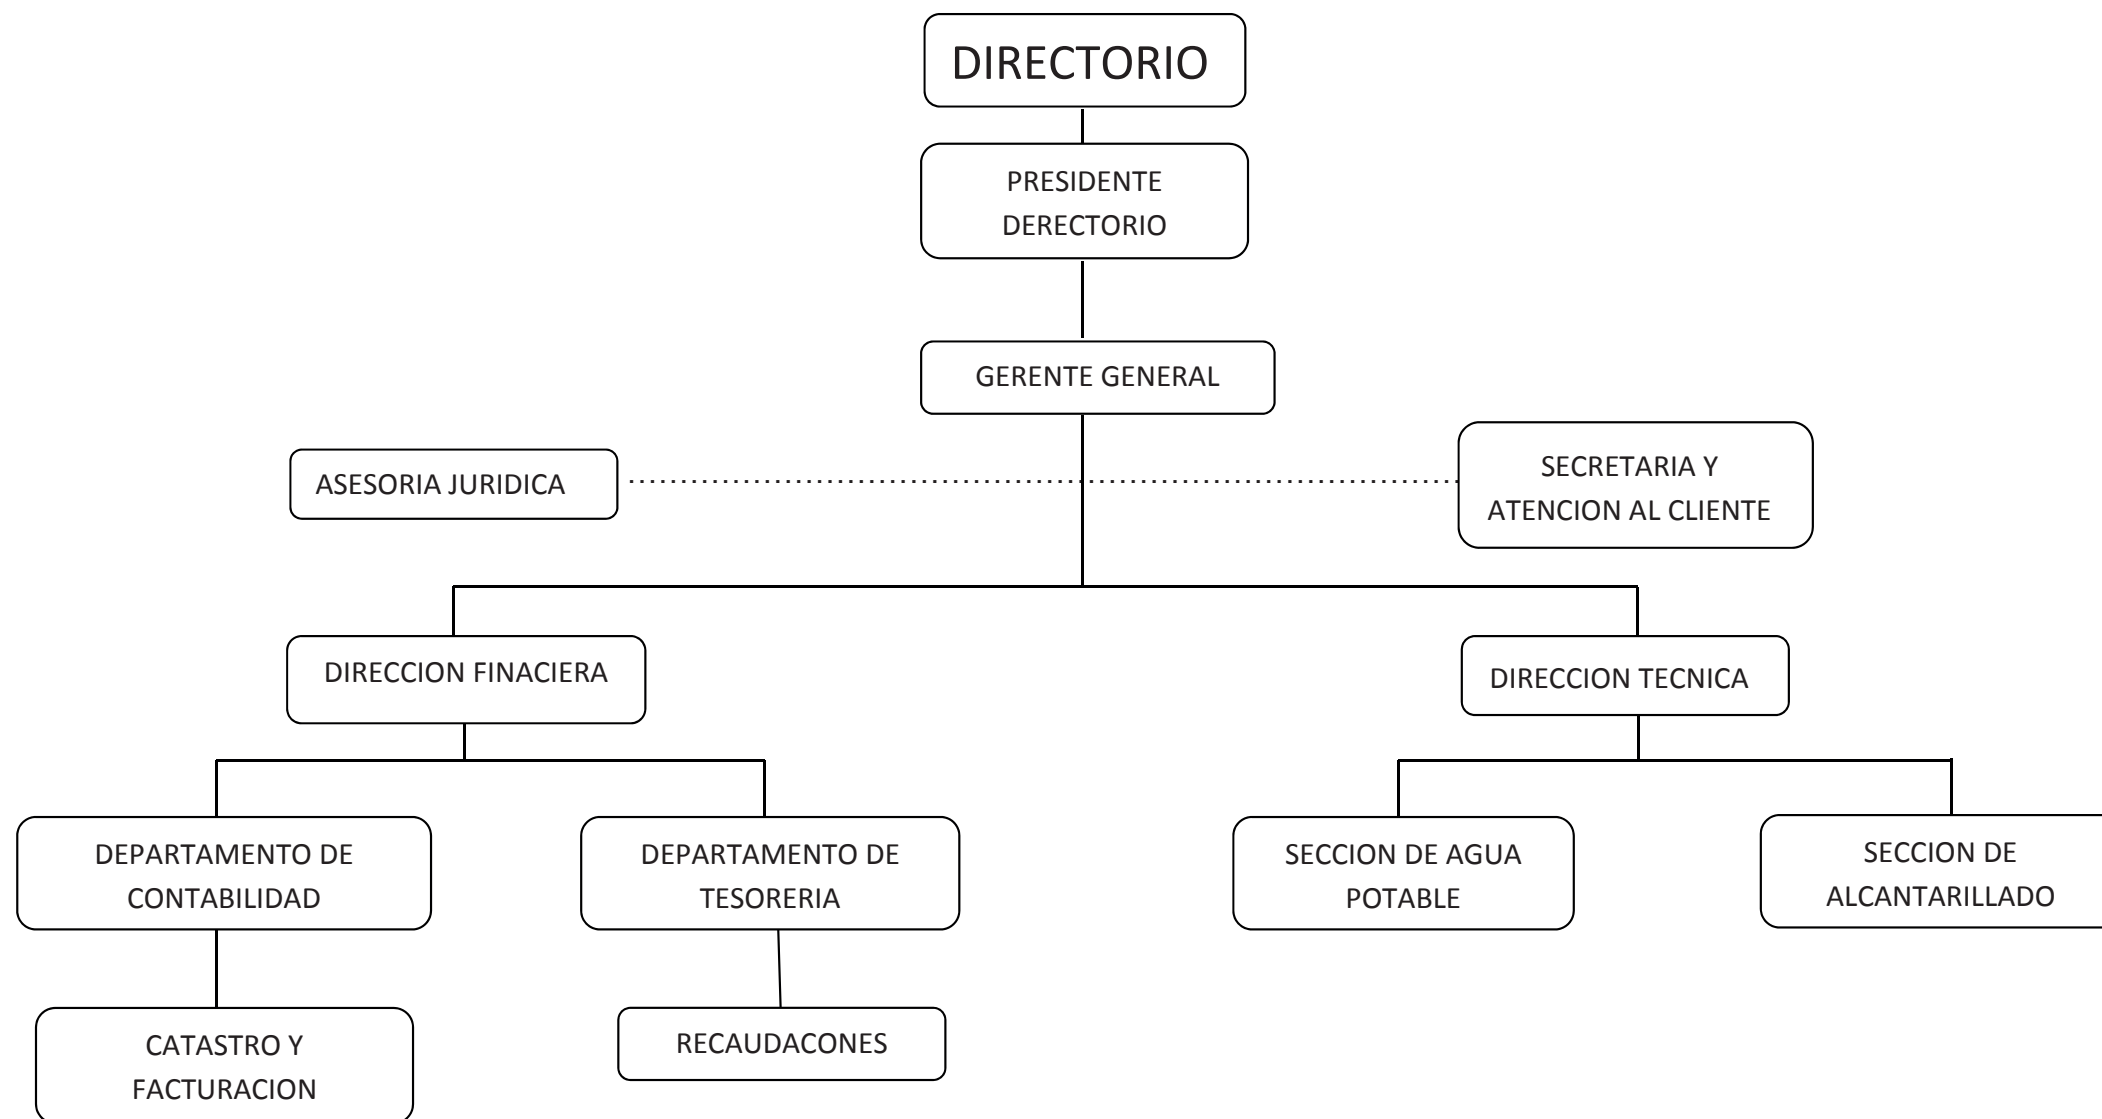 DIRECTORIO
PRESIDENTE
DERECTORIO
GERENTE GENERAL
ASESORIA JURIDICA
SECRETARIA Y
ATENCION AL CLIENTE
DIRECCION FINACIERA
DIRECCION TECNICA
DEPARTAMENTO DE
CONTABILIDAD
DEPARTAMENTO DE
TESORERIA
SECCION DE AGUA
POTABLE
SECCION DE
ALCANTARILLADO
CATASTRO Y
FACTURACION
RECAUDACONES